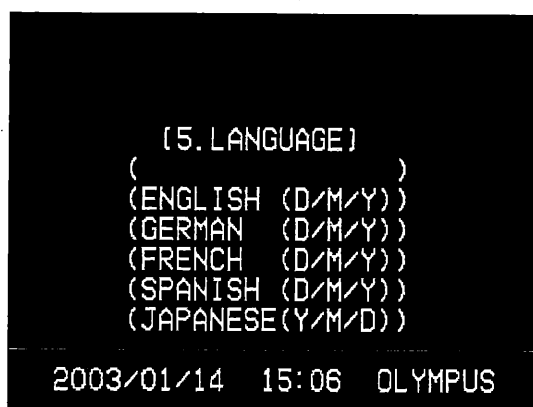 [5.LANGUAGE]
( )
(ENGLISH (D/M/Y))
(GERMAN (D/M/Y))
(FRENCH (D/M/Y))
(SPANISH (D/M/Y))
(JAPANESE(Y/M/D))
2003/01/14 15:06 OLYMPUS